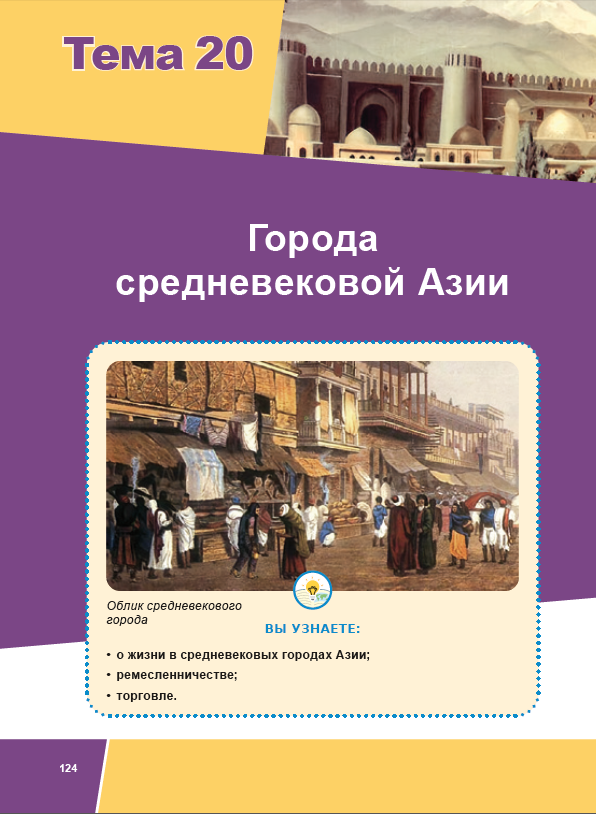 Тема 20
Города
средневековой Азии
Облик средневекового
города
ВЫ УЗНАЕТЕ:
• о жизни в средневековых городах Азии;
• ремесленничестве;
• торговле.
124